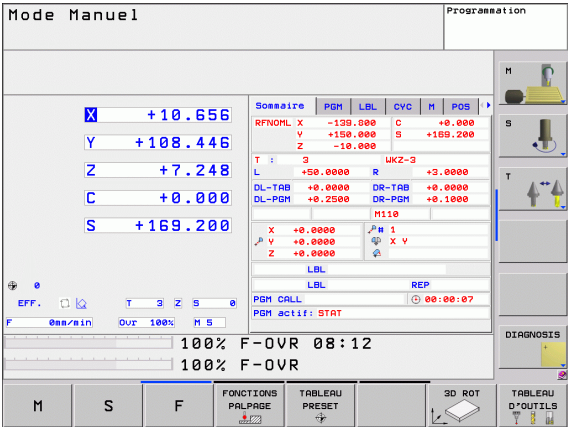 Mode Manuel
Programmation
X +10.656
Y +108.446
Z +7.248
C +0.000
S +169.200
0
EFF. T 3 Z S 0
F 0mm/min Ovr 100% M 5
Sommaire PGM LBL CYC M POS
RFNOML X -139.800 C +0.000
Y +150.000 S +169.200
Z -10.000
T : 3 WKZ-3
L +50.0000 R +3.0000
DL-TAB +0.0000 DR-TAB +0.0000
DL-PGM +0.2500 DR-PGM +0.1000
M110
X +0.0000 # 1
Y +0.0000 X Y
Z +0.0000
LBL
LBL REP
PGM CALL 00:00:07
PGM actif: STAT
100% F-OVR 08:12
100% F-OVR
M
S
T
DIAGNOSIS
M
S
F
FONCTIONS
PALPAGE
TABLEAU
PRESET
3D ROT
TABLEAU
D'OUTILS